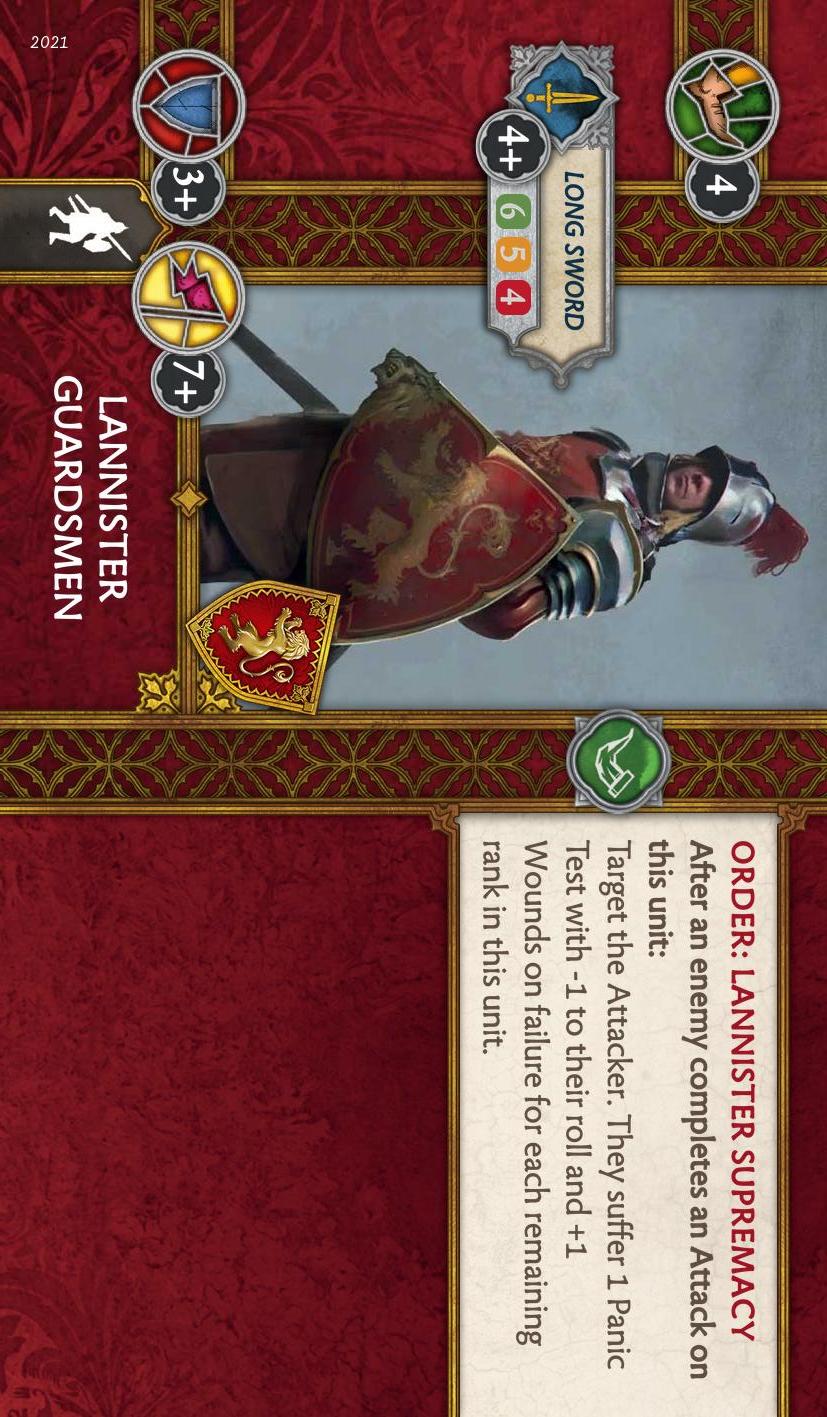 4
LONG SWORD
4+
6 5 4
3+
7+
LANNISTER
GUARDSMEN
ORDER: LANNISTER SUPREMACY
After an enemy completes an Attack on
this unit:
Target the Attacker. They suffer 1 Panic
Test with -1 to their roll and +1
Wounds on failure for each remaining
rank in this unit.
2021